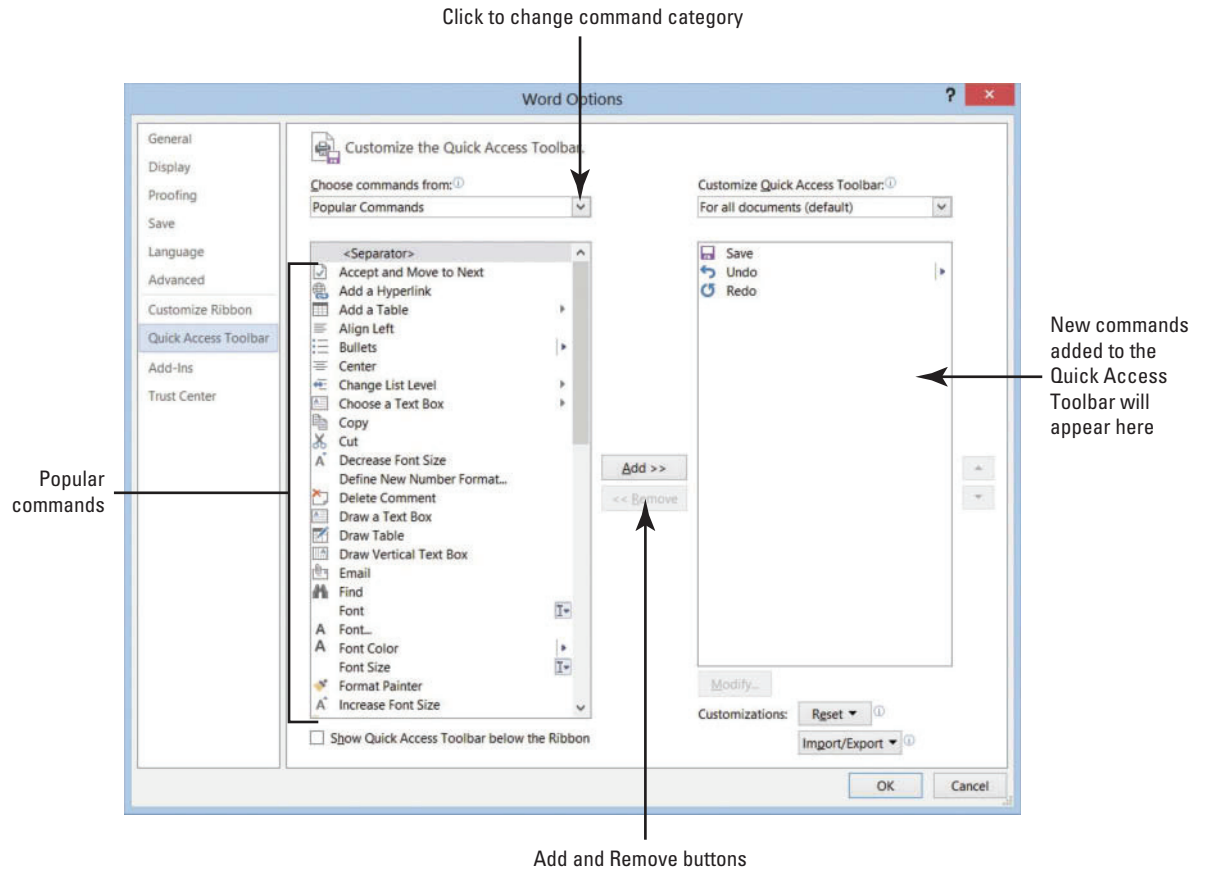 Click to change command category
Word Options
?
General
Display
Proofing
Save
Language
Advanced
Customize Ribbon
Quick Access Toolbar
Add-Ins
Trust Center
Customize the Quick Access Toolbar.
Choose commands from:
Popular Commands
<Separator>
Accept and Move to Next
Add a Hyperlink
Add a Table
Align Left
Bullets
Center
Change List Level
Choose a Text Box
Copy
Cut
Decrease Font Size
Define New Number Format...
Delete Comment
Draw a Text Box
Draw Table
Draw Vertical Text Box
Email
Find
Font
Font...
Font Color
Font Size
Format Painter
Increase Font Size
Show Quick Access Toolbar below the Ribbon
Add >>
<< Remove
Customize Quick Access Toolbar:
For all documents (default)
Save
Undo
Redo
Modify...
Customizations: Reset
Import/Export
OK Cancel
Popular
commands
New commands
added to the
Quick Access
Toolbar will
appear here
Add and Remove buttons